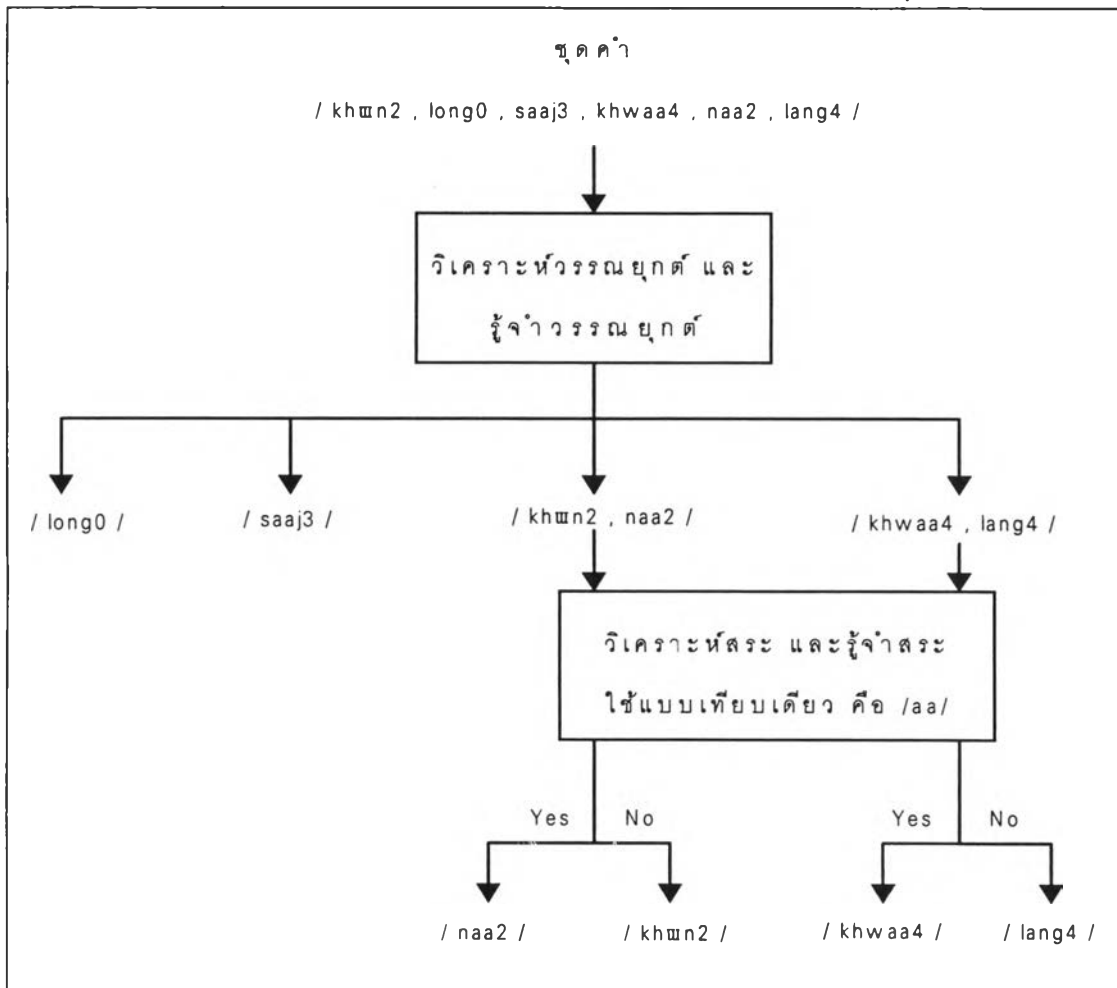 ชุดคำ
/ khɯn2 , long0 , saaj3 , khwaa4 , naa2 , lang4 /
วิเคราะห์วรรณยุกต์ และ
รู้จำวรรณยุกต์
/ long0 /
/ saaj3 /
/ khɯn2 , naa2 /
/ khwaa4 , lang4 /
วิเคราะห์สระ และรู้จำสระ
ใช้แบบเทียบเดียว คือ /aa/
Yes No
Yes No
/ naa2 /
/ khɯn2 /
/ khwaa4 /
/ lang4 /